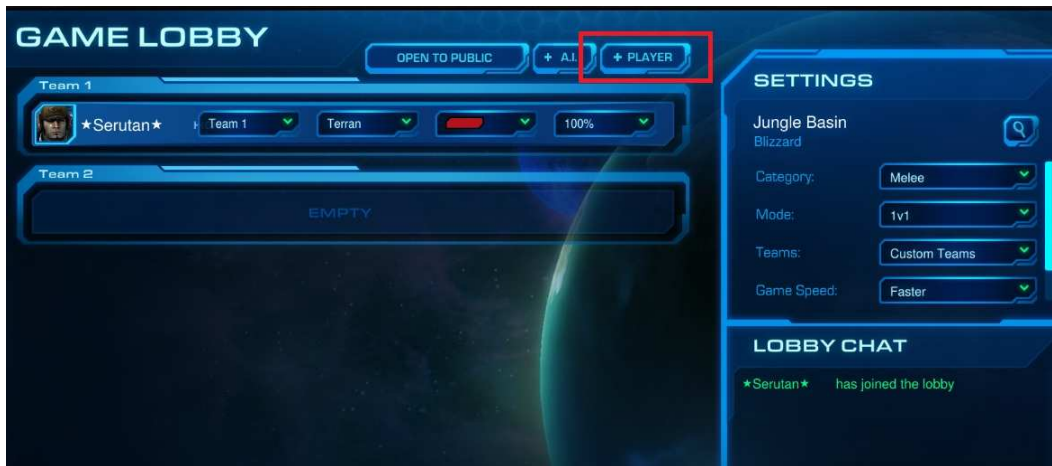 GAME LOBBY
OPEN TO PUBLIC + A.I. + PLAYER
Team 1
★Serutan★ Team 1 Terran 100%
Team 2
EMPTY
SETTINGS
Jungle Basin
Blizzard
Category: Melee
Mode: 1v1
Teams: Custom Teams
Game Speed: Faster
LOBBY CHAT
★Serutan★ has joined the lobby